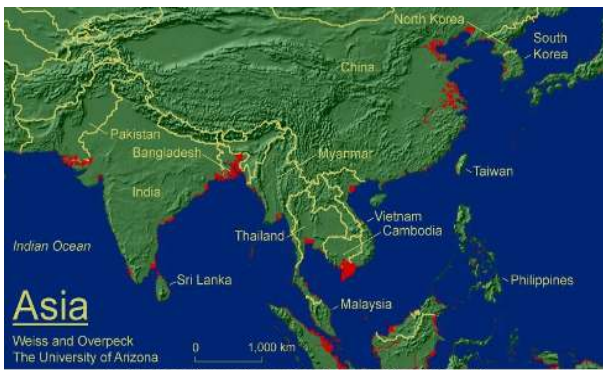 North Korea
South
Korea
China
Pakistan
Bangladesh
Myanmar
Taiwan
India
Vietnam
Cambodia
Thailand
Indian Ocean
Sri Lanka
Philippines
Malaysia
Asia
Weiss and Overpeck
The University of Arizona
0 1,000 km